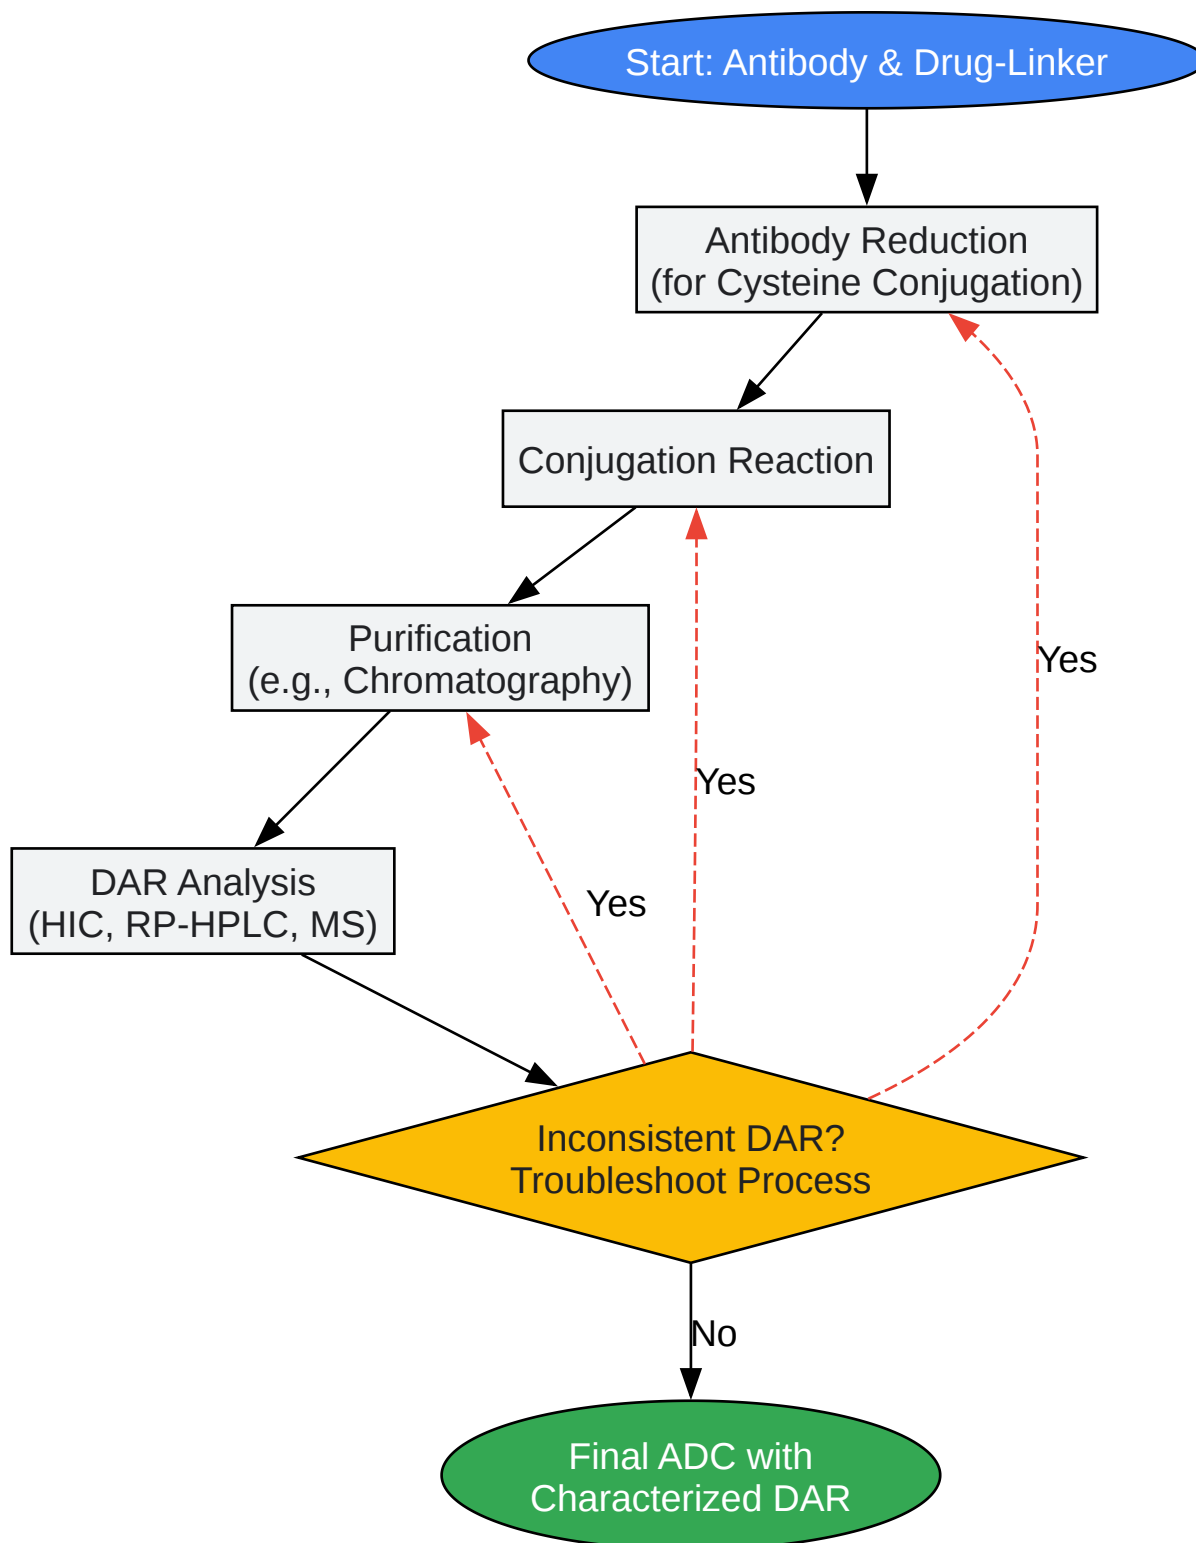 Start: Antibody & Drug-Linker
Antibody Reduction
(for Cysteine Conjugation)
Conjugation Reaction
Purification
(e.g., Chromatography)
Yes
Yes
DAR Analysis
(HIC, RP-HPLC, MS)
Yes
Inconsistent DAR?
Troubleshoot Process
No
Final ADC with
Characterized DAR